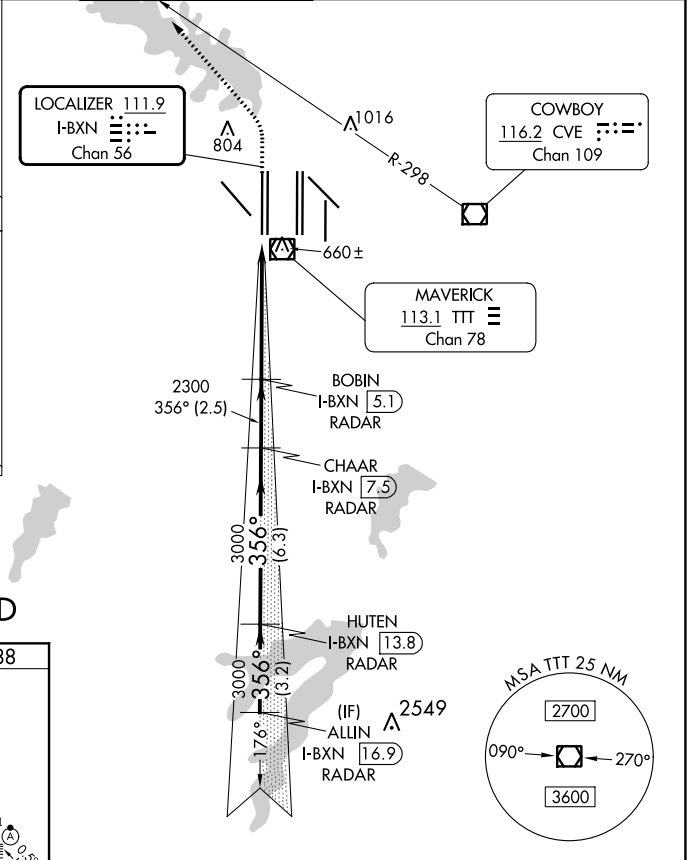 1016
LOCALIZER 111.9
I-BXN
Chan 56
804
R-298
COWBOY
116.2 CVE
Chan 109
660±
MAVERICK
113.1 TTT
Chan 78
2300
356° (2.5)
BOBIN
I-BXN 5.1
RADAR
CHAAR
I-BXN 7.5
RADAR
3000
356°
(6.3)
D
38
HUTEN
I-BXN 13.8
RADAR
3000
356°
(3.2)
176°
(IF)
ALLIN
I-BXN 16.9
RADAR
2549
MSA TTT 25 NM
2700
090°
270°
3600
A